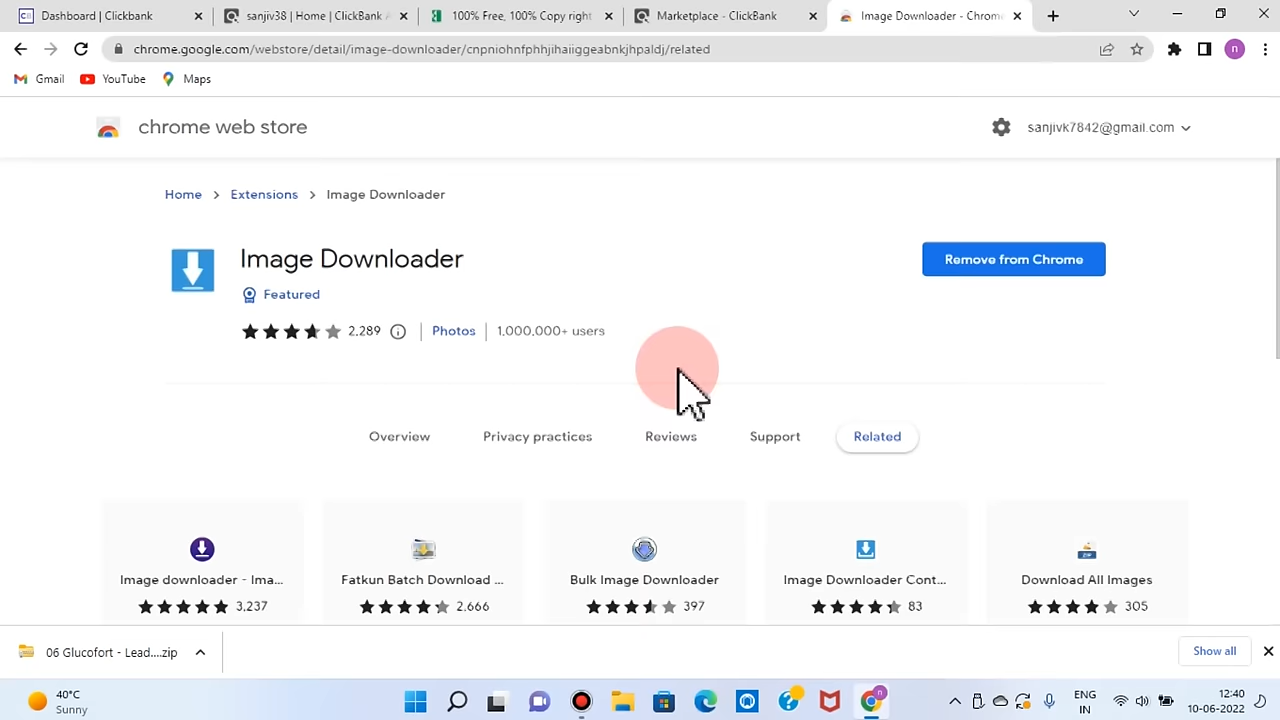 Dashboard | Clickbank
sanjiv38 | Home | ClickBank A
100% Free, 100% Copy right
Marketplace - ClickBank
Image Downloader - Chrome
chrome.google.com/webstore/detail/image-downloader/cnpniohnfphhjihaiiggeabnkjhpaldj/related
n
Gmail
YouTube
Maps
chrome web store
sanjivk7842@gmail.com
Home > Extensions > Image Downloader
Image Downloader
Remove from Chrome
Featured
2,289 | Photos | 1,000,000+ users
Overview
Privacy practices
Reviews
Support
Related
Image downloader - Ima...
Fatkun Batch Download ...
Bulk Image Downloader
Image Downloader Cont...
Download All Images
3,237
2,666
397
83
305
06 Glucofort - Lead....zip
Show all
40°C
Sunny
ENG
IN
12:40
10-06-2022